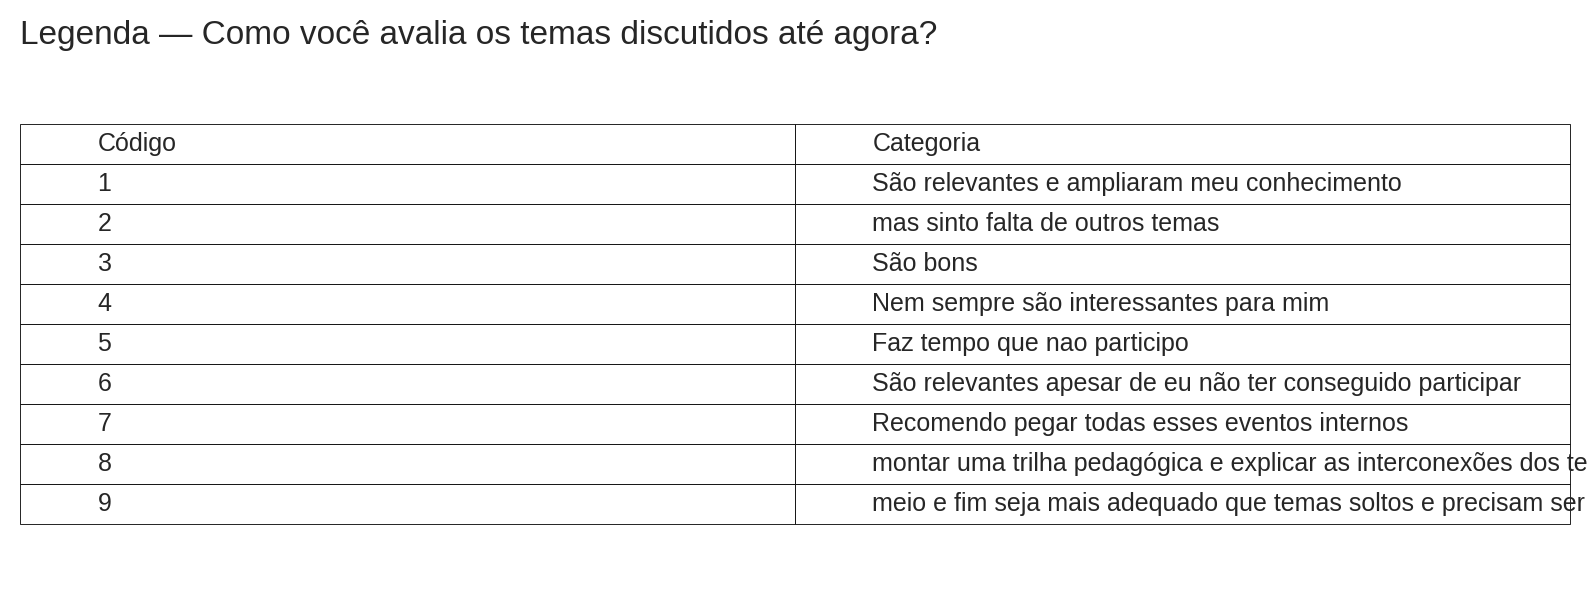 Legenda — Como você avalia os temas discutidos até agora?
Código Categoria
1 São relevantes e ampliaram meu conhecimento
2 mas sinto falta de outros temas
3 São bons
4 Nem sempre são interessantes para mim
5 Faz tempo que nao participo
6 São relevantes apesar de eu não ter conseguido participar
7 Recomendo pegar todas esses eventos internos
8 montar uma trilha pedagógica e explicar as interconexões dos te
9 meio e fim seja mais adequado que temas soltos e precisam ser